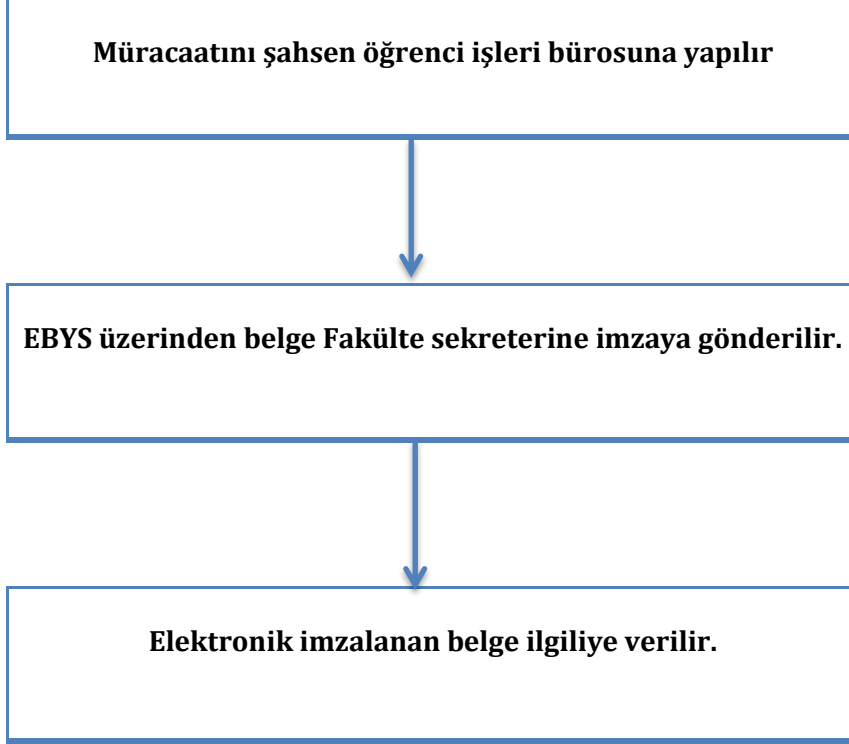 Müracaatını şahsen öğrenci işleri bürosuna yapılır
EBYS üzerinden belge Fakülte sekreterine imzaya gönderilir.
Elektronik imzalanan belge ilgiliye verilir.